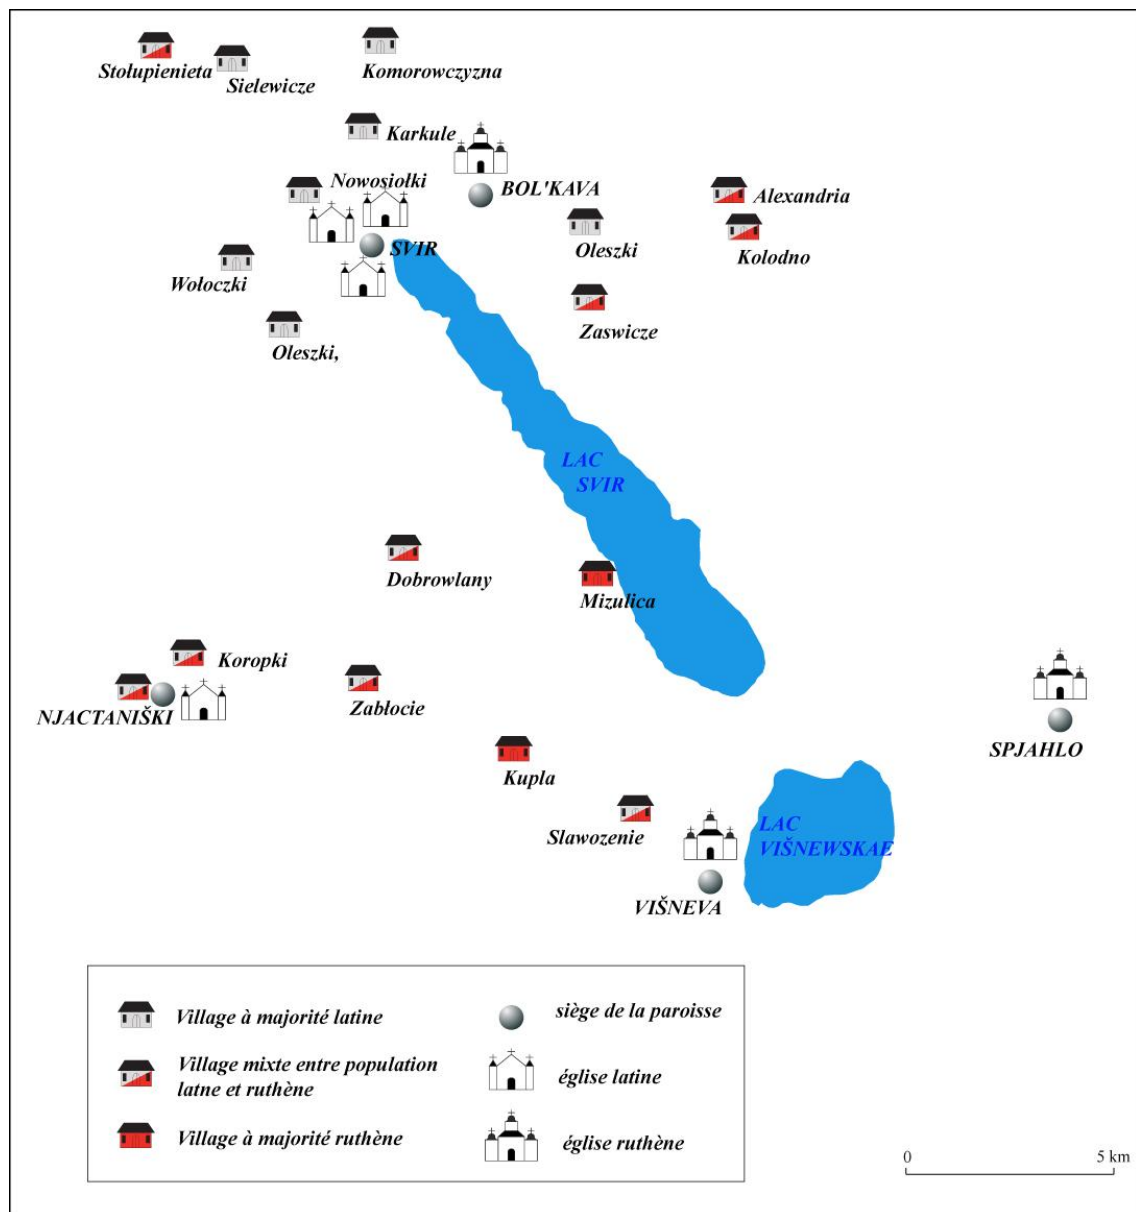 Stołupienieta
Sielewicze
Komorowczyzna
Karkule
Nowosiołki
BOL'KAVA
Alexandria
SVIR
Oleszki
Kolodno
Wołoczki
Zaswicze
Oleszki,
LAC
SVIR
Dobrowlany
Mizulica
Koropki
NJACTANIŠKI
Zabłocie
SPJAHLO
Kupla
Slawozenie
LAC
VIŠNEWSKAE
VIŠNEVA
Village à majorité latine
Village mixte entre population
latne et ruthène
Village à majorité ruthène
siège de la paroisse
église latine
église ruthène
0 5 km